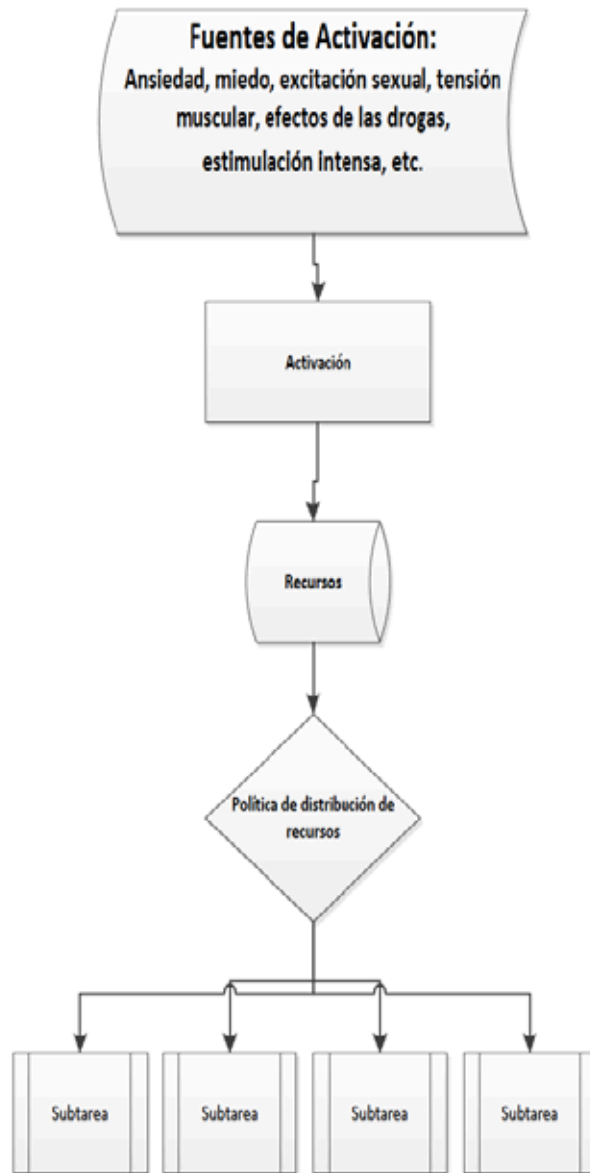 Fuentes de Activación:
Ansiedad, miedo, excitación sexual, tensión
muscular, efectos de las drogas,
estimulación intensa, etc.
Activación
Recursos
Política de distribución de
recursos
Subtarea
Subtarea
Subtarea
Subtarea